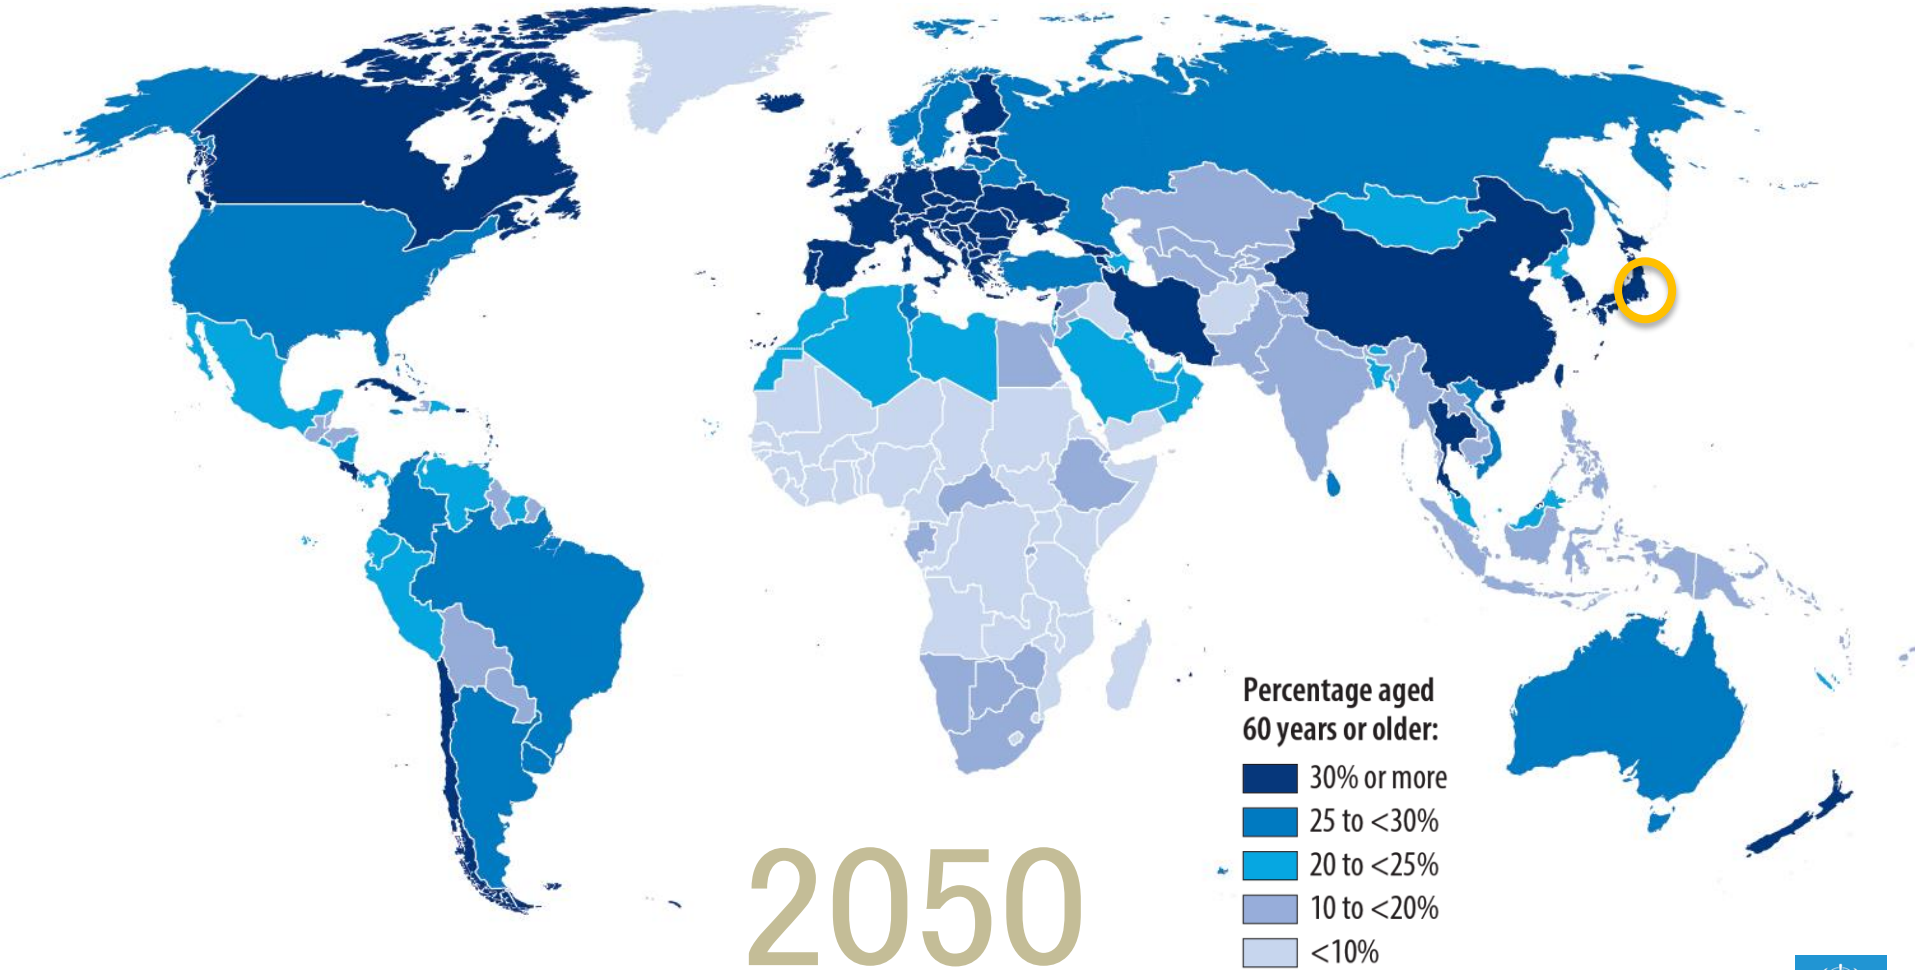 Percentage aged
60 years or older:
30% or more
25 to <30%
20 to <25%
10 to <20%
<10%
2050